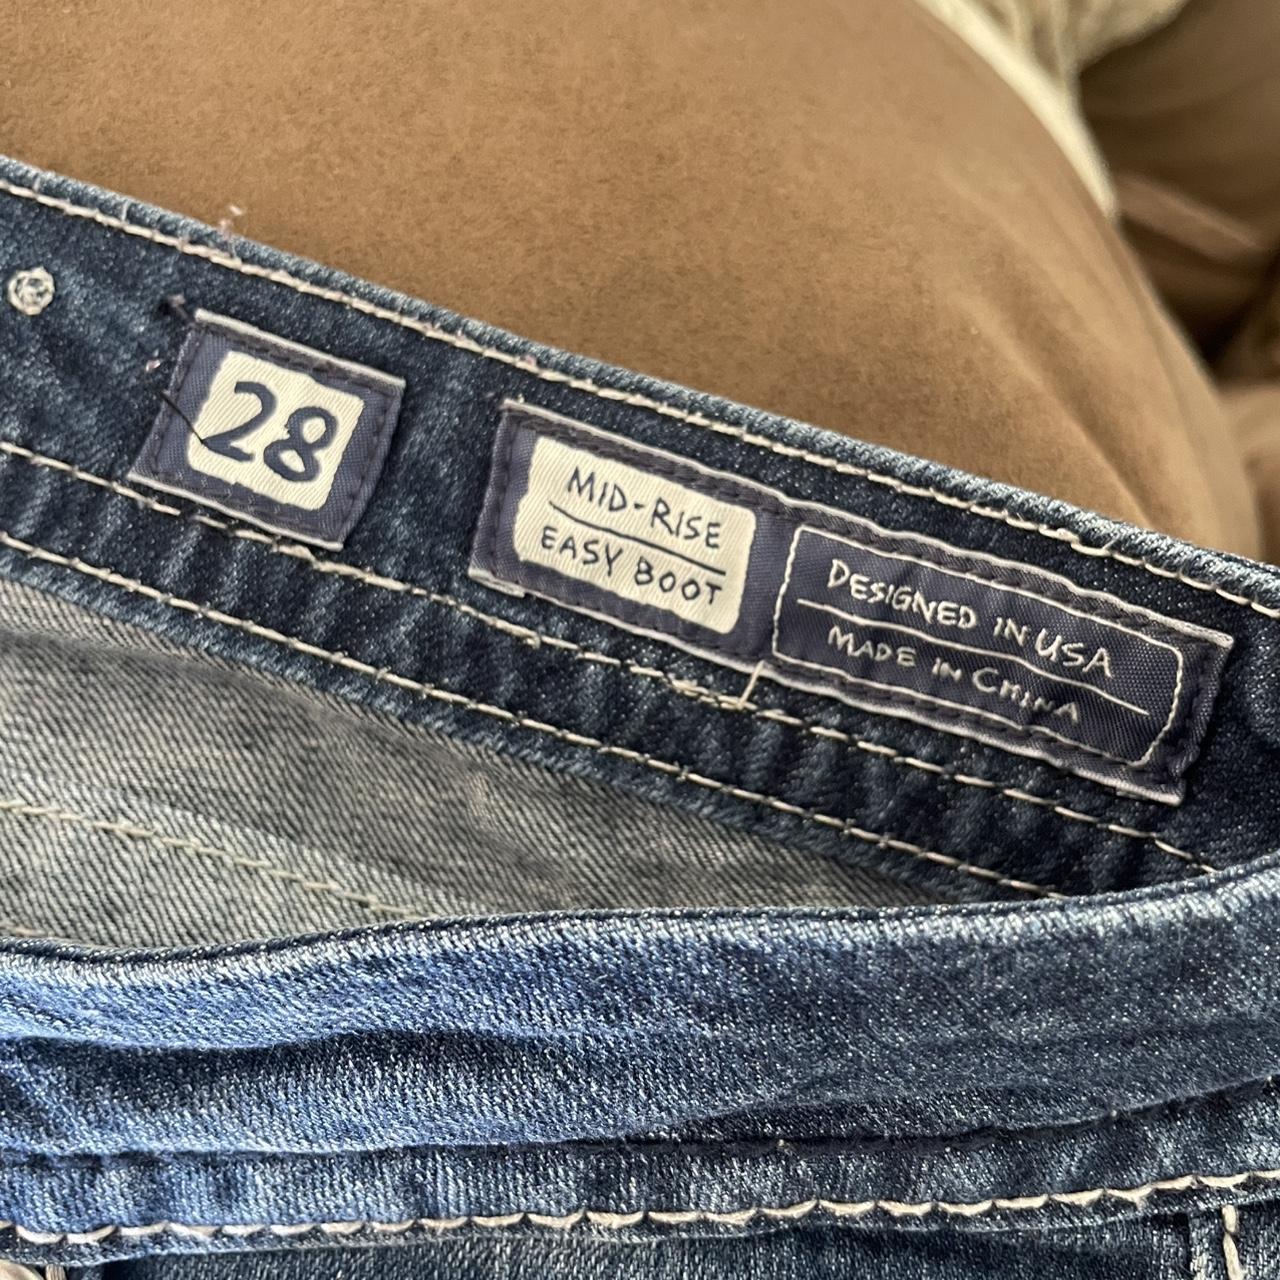 28
MID-RISE
EASY BOOT
DESIGNED IN USA
MADE IN CHINA